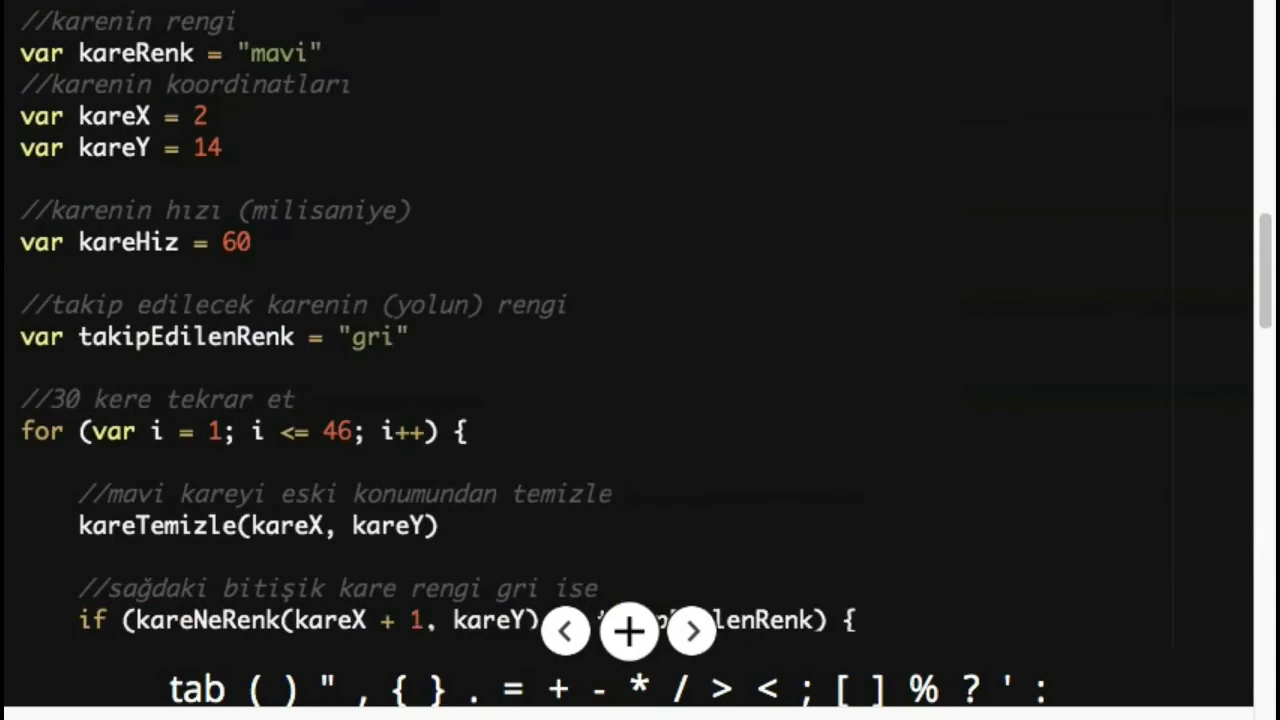 //karenin rengi
var kareRenk = "mavi"
//karenin koordinatları
var kareX = 2
var kareY = 14
//karenin hızı (milisaniye)
var kareHiz = 60
//takip edilecek karenin (yolun) rengi
var takipEdilenRenk = "gri"
//30 kere tekrar et
for (var i = 1; i <= 46; i++) {
//mavi kareyi eski konumundan temizle
kareTemizle(kareX, kareY)
//sağdaki bitişik kare rengi gri ise
if (kareNeRenk(kareX + 1, kareY) lenRenk) {
< + >
tab ( ) " , { } . = + - * / > < ; [ ] % ? ' :